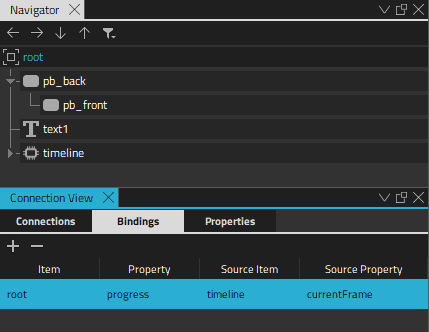 Navigator
root
pb_back
pb_front
text1
timeline
Connection View
Connections Bindings Properties
Item Property Source Item Source Property
root progress timeline currentFrame